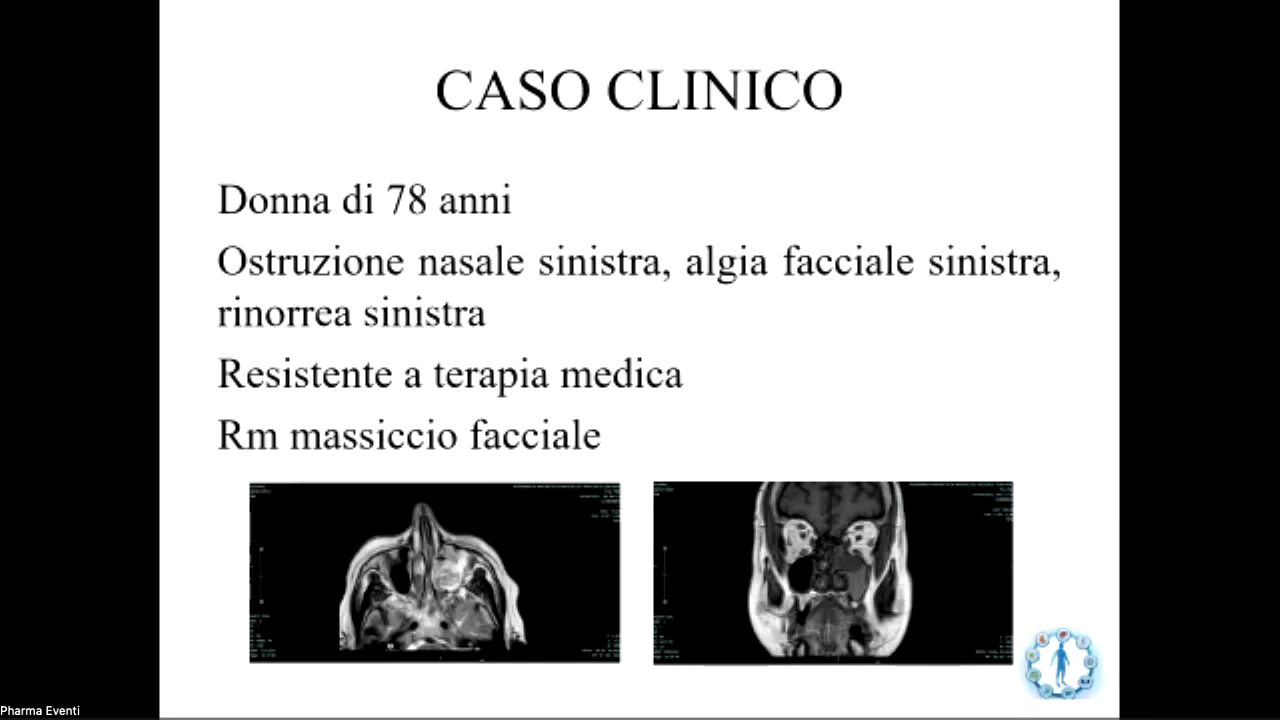 CASO CLINICO
Donna di 78 anni
Ostruzione nasale sinistra, algia facciale sinistra,
rinorrea sinistra
Resistente a terapia medica
Rm massiccio facciale
Pharma Eventi